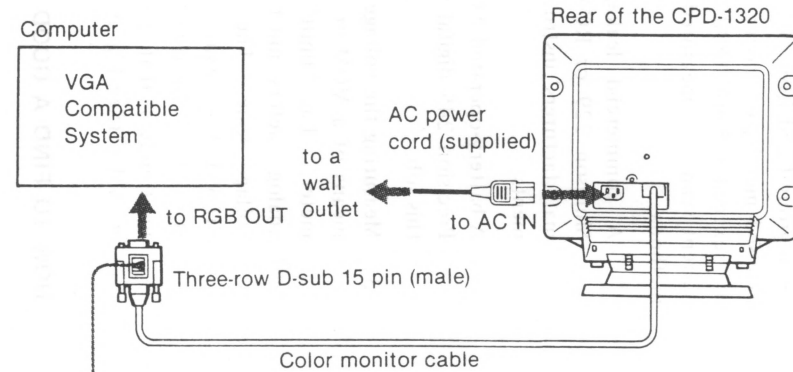 Rear of the CPD-1320
Computer
VGA
Compatible
System
AC power
cord (supplied)
to a
wall
outlet
to RGB OUT
to AC IN
Three-row D-sub 15 pin (male)
Color monitor cable